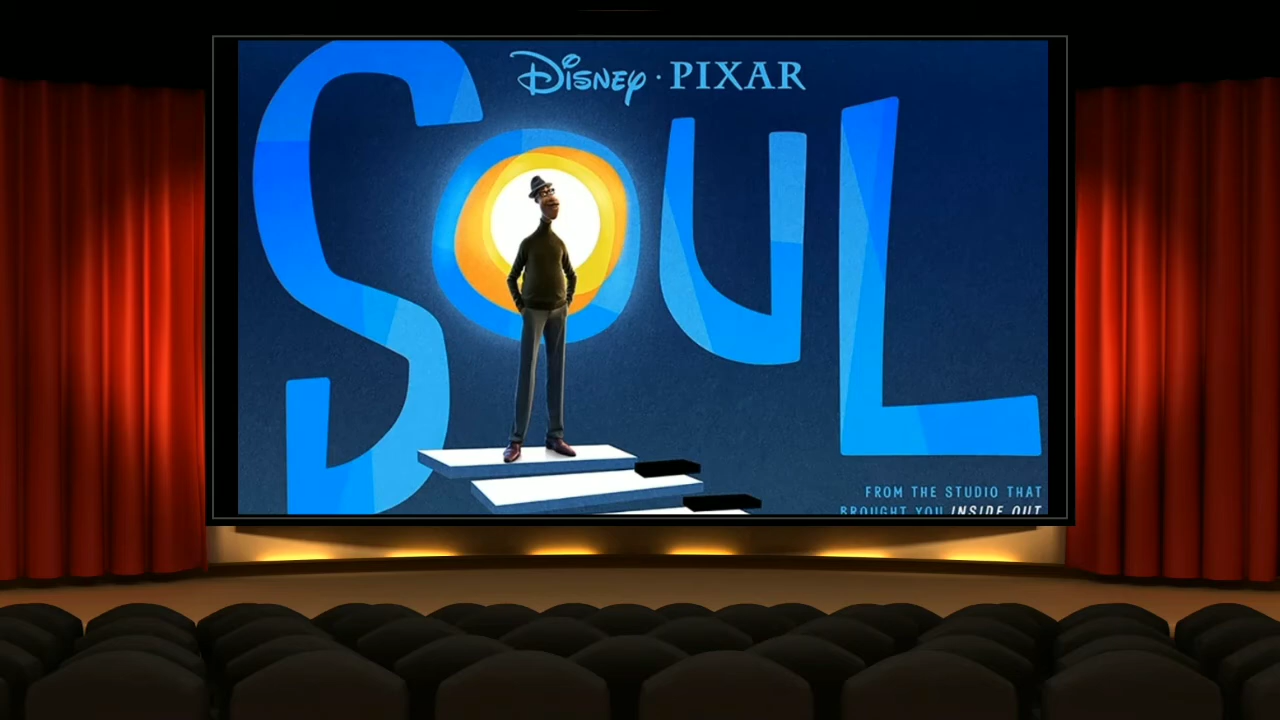 DISNEY · PIXAR
SOUL
FROM THE STUDIO THAT
BROUGHT YOU INSIDE OUT